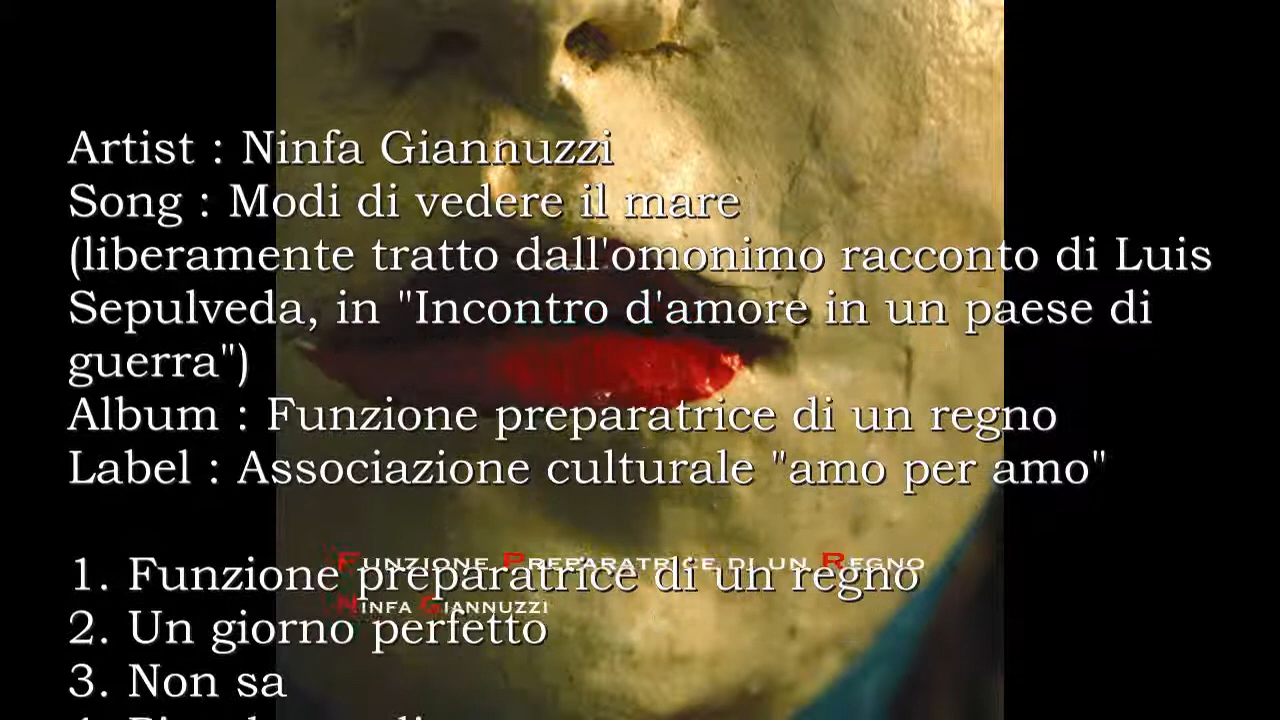 Artist : Ninfa Giannuzzi
Song : Modi di vedere il mare
(liberamente tratto dall'omonimo racconto di Luis
Sepulveda, in "Incontro d'amore in un paese di
guerra")
Album : Funzione preparatrice di un regno
Label : Associazione culturale "amo per amo"
Funzione Preparatrice di un Regno
1. Funzione preparatrice di un regno
Ninfa Giannuzzi
2. Un giorno perfetto
3. Non sa